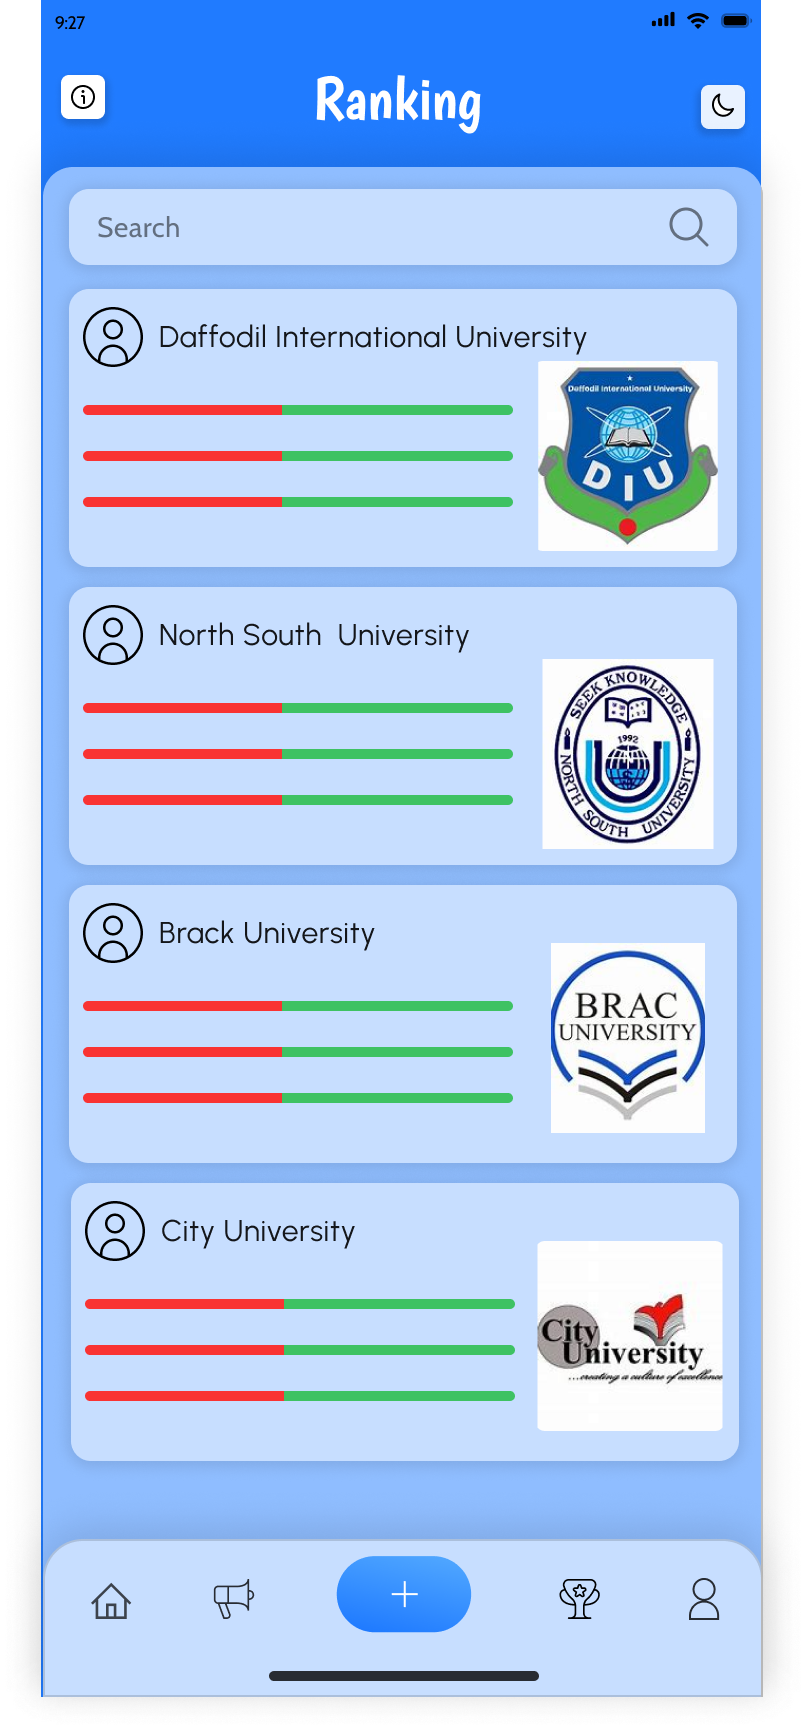 9:27
Ranking
Search
Daffodil International University
Daffodil International University
DIU
North South  University
SEEK KNOWLEDGE
1992
NORTH SOUTH UNIVERSITY
Brack University
BRAC
UNIVERSITY
City University
City
University
...creating a culture of excellence